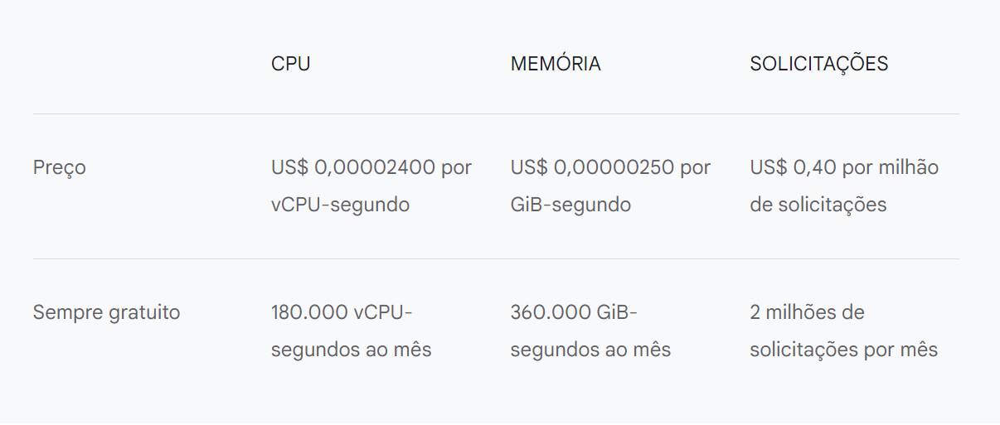 CPU
MEMÓRIA
SOLICITAÇÕES
Preço
US$ 0,00002400 por
vCPU-segundo
US$ 0,00000250 por
GiB-segundo
US$ 0,40 por milhão
de solicitações
Sempre gratuito
180.000 vCPU-
segundos ao mês
360.000 GiB-
segundos ao mês
2 milhões de
solicitações por mês